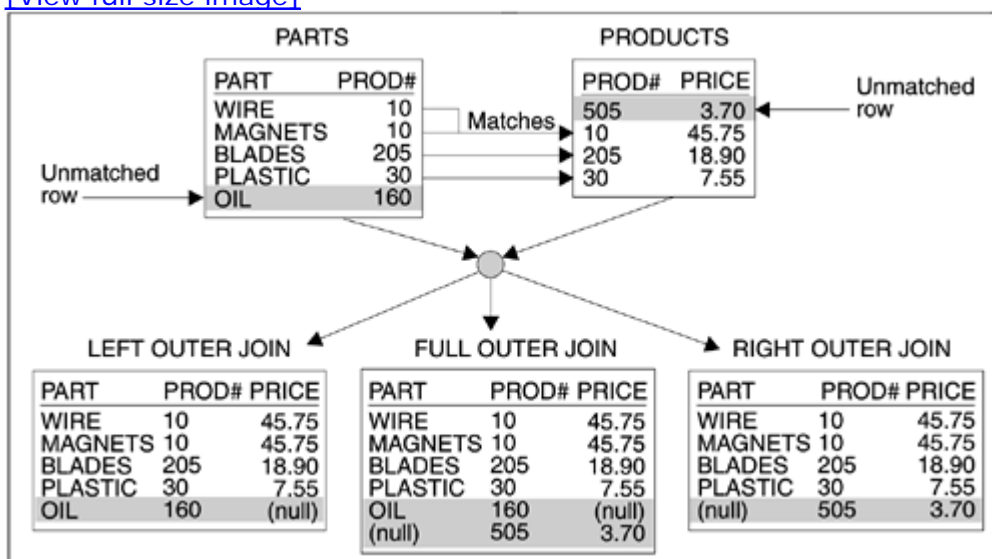 [View full size image]
PARTS
PART PROD#
WIRE 10
MAGNETS 10
BLADES 205
PLASTIC 30
OIL 160
Unmatched
row
Matches
PRODUCTS
PROD# PRICE
505 3.70
10 45.75
205 18.90
30 7.55
Unmatched
row
LEFT OUTER JOIN
PART PROD# PRICE
WIRE 10 45.75
MAGNETS 10 45.75
BLADES 205 18.90
PLASTIC 30 7.55
OIL 160 (null)
FULL OUTER JOIN
PART PROD# PRICE
WIRE 10 45.75
MAGNETS 10 45.75
BLADES 205 18.90
PLASTIC 30 7.55
OIL 160 (null)
(null) 505 3.70
RIGHT OUTER JOIN
PART PROD# PRICE
WIRE 10 45.75
MAGNETS 10 45.75
BLADES 205 18.90
PLASTIC 30 7.55
(null) 505 3.70